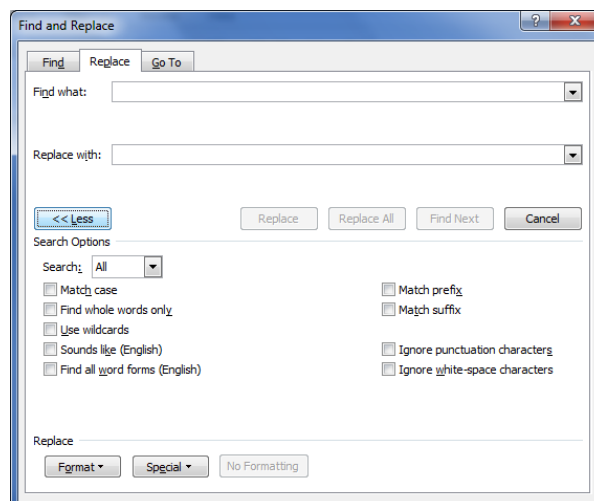 Find and Replace
Find Replace Go To
Find what:
Replace with:
<< Less Replace Replace All Find Next Cancel
Search Options
Search: All
Match case Match prefix
Find whole words only Match suffix
Use wildcards
Sounds like (English) Ignore punctuation characters
Find all word forms (English) Ignore white-space characters
Replace
Format Special No Formatting